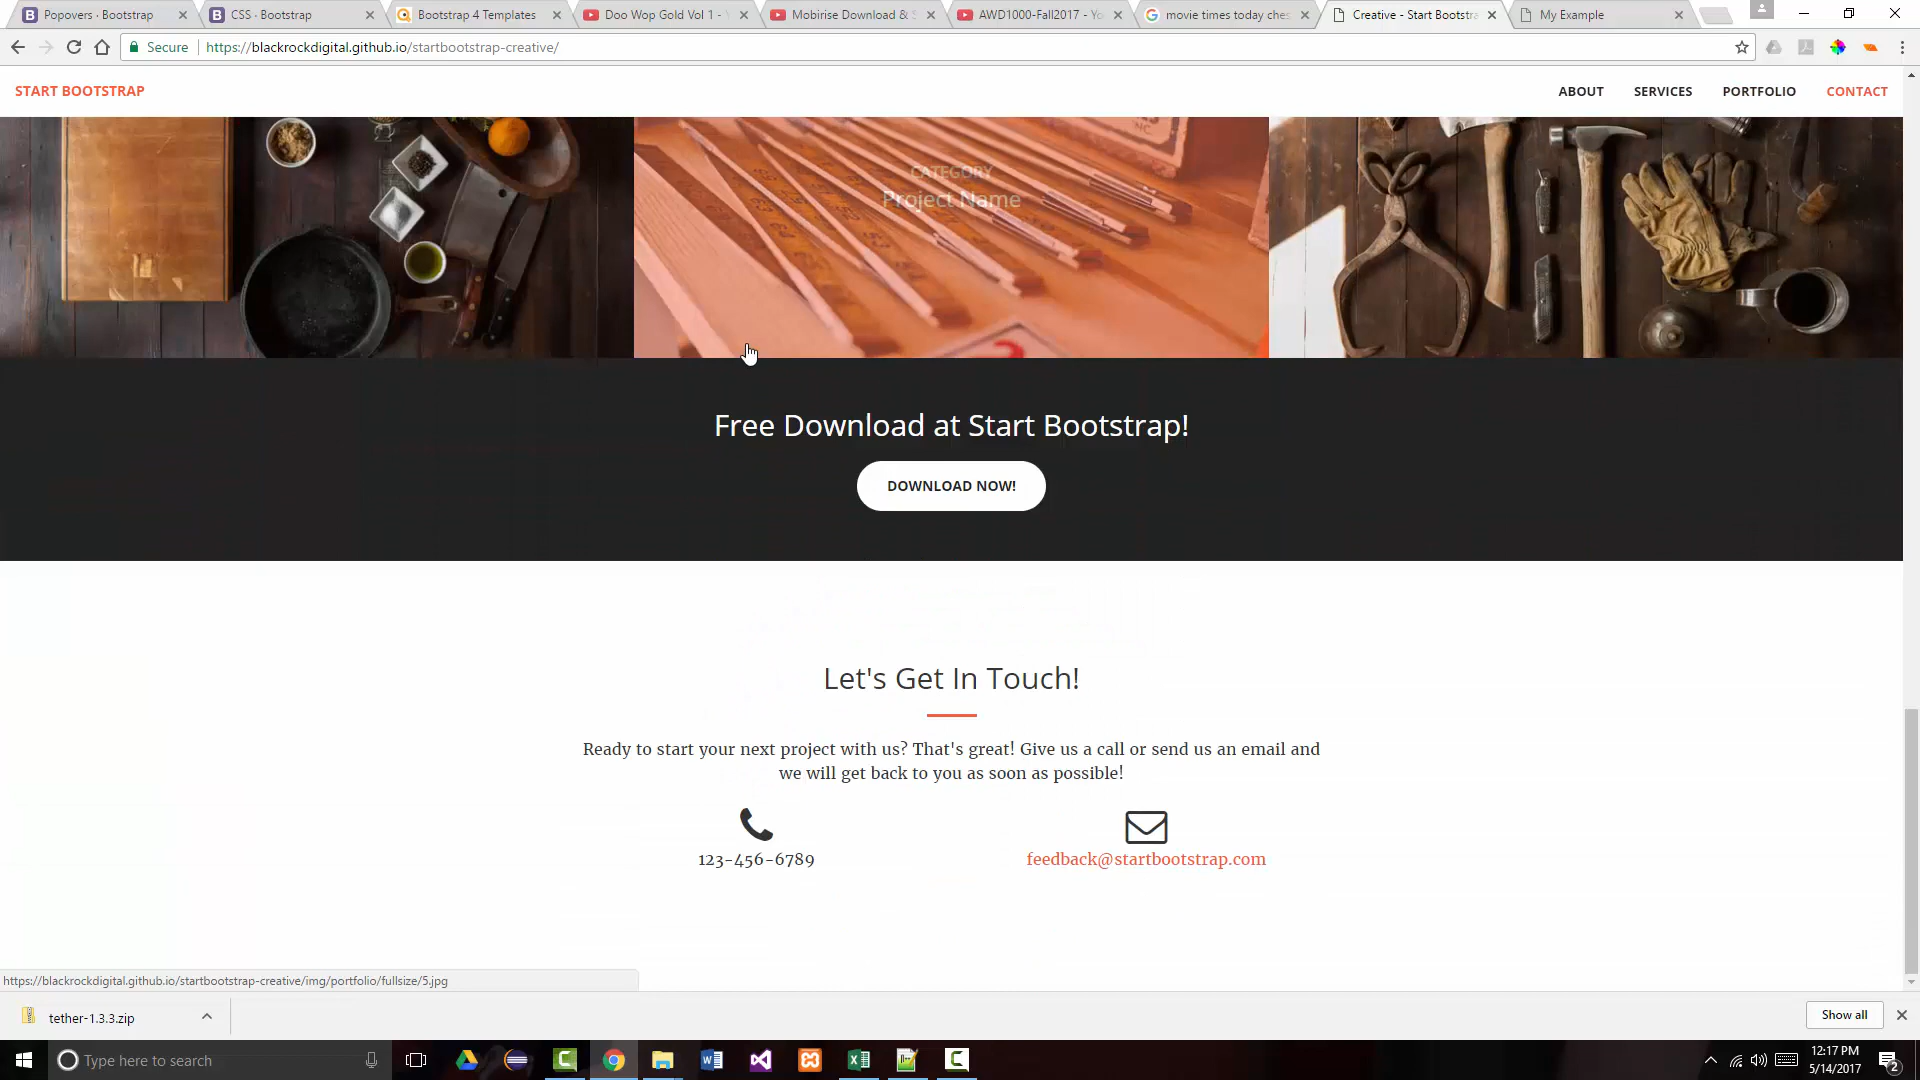 Popovers · Bootstrap
CSS · Bootstrap
Bootstrap 4 Templates
Doo Wop Gold Vol 1 -
Mobirise Download &
AWD1000-Fall2017 - Yo
movie times today ches
Creative - Start Bootstra
My Example
Secure
https://blackrockdigital.github.io/startbootstrap-creative/
START BOOTSTRAP
ABOUT
SERVICES
PORTFOLIO
CONTACT
CATEGORY
Project Name
Free Download at Start Bootstrap!
DOWNLOAD NOW!
Let's Get In Touch!
Ready to start your next project with us? That's great! Give us a call or send us an email and
we will get back to you as soon as possible!
123-456-6789
feedback@startbootstrap.com
https://blackrockdigital.github.io/startbootstrap-creative/img/portfolio/fullsize/5.jpg
tether-1.3.3.zip
Show all
Type here to search
12:17 PM
5/14/2017
2